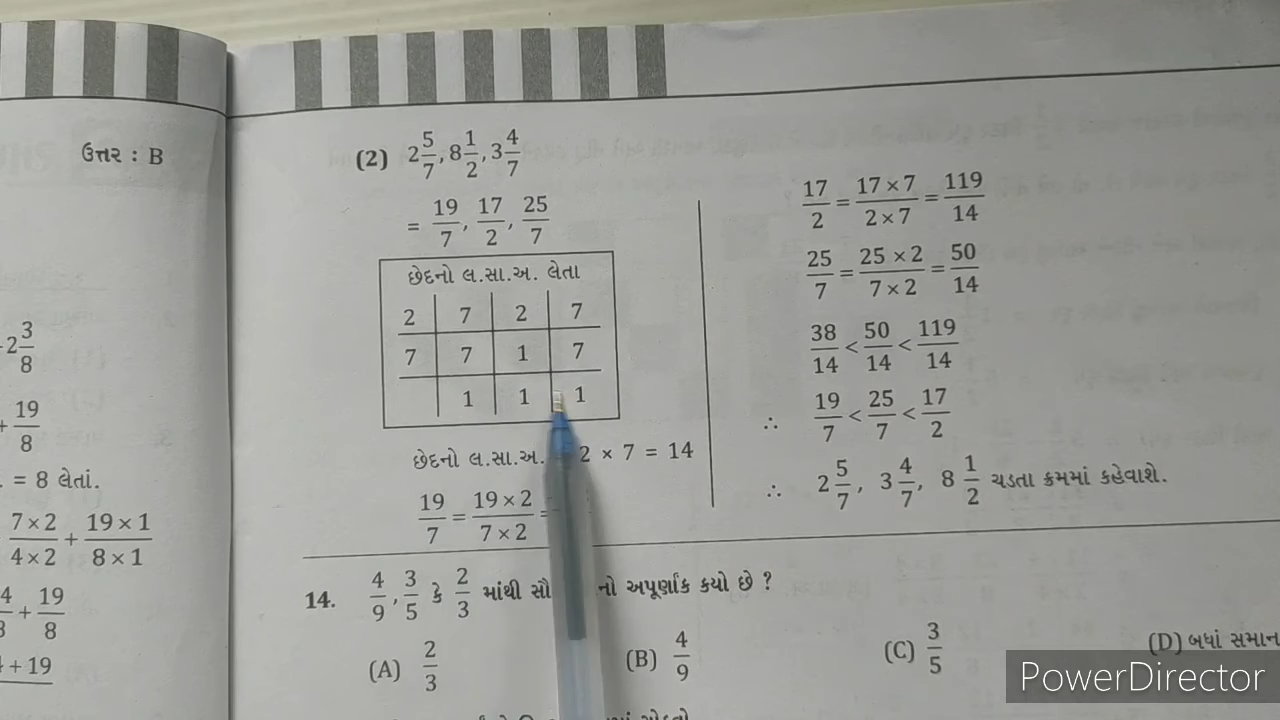 ઉત્તર : B
2 3/8
+ 19/8
. = 8 લેતાં.
7 × 2/4 × 2 + 19 × 1/8 × 1
+ 19/8
+ 19
(2) 2 5/7, 8 1/2, 3 4/7
= 19/7, 17/2, 25/7
છેદનો લ.સા.અ. લેતા
2 7 2 7
7 7 1 7
1 1 1
છેદનો લ.સા.અ. 2 × 7 = 14
19/7 = 19 × 2/7 × 2 =
17/2 = 17 × 7/2 × 7 = 119/14
25/7 = 25 × 2/7 × 2 = 50/14
38/14 < 50/14 < 119/14
∴ 19/7 < 25/7 < 17/2
∴ 2 5/7, 3 4/7, 8 1/2 ચડતા ક્રમમાં કહેવાશે.
14. 4/9, 3/5 કે 2/3 માંથી અપૂર્ણાંક કયો છે ?
(A) 2/3 (B) 4/9 (C) 3/5 (D) બધાં સમાન
PowerDirector